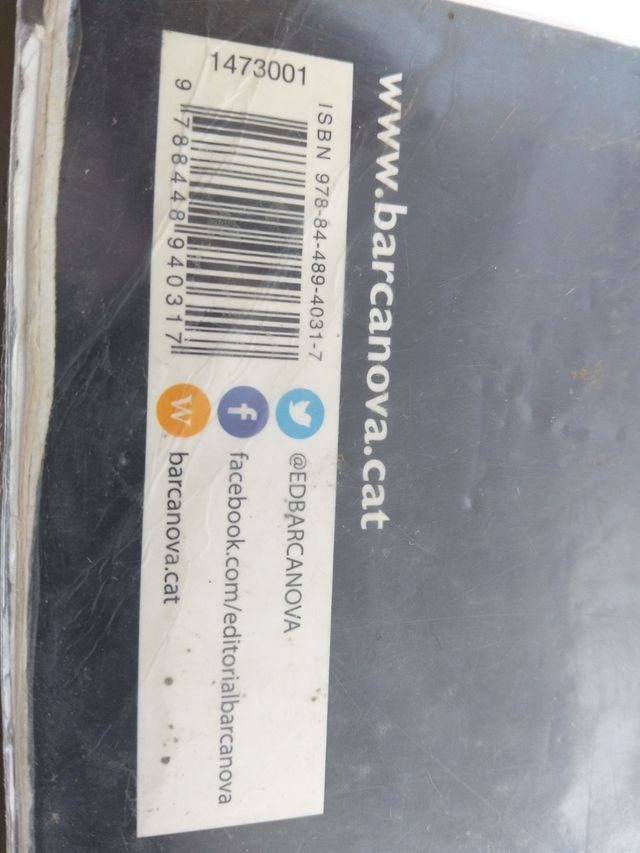 www.barcanova.cat
1473001
ISBN 978-84-489-4031-7
9 788448 940317
@EDBARCANOVA
f
facebook.com/editorialbarcanova
W
barcanova.cat